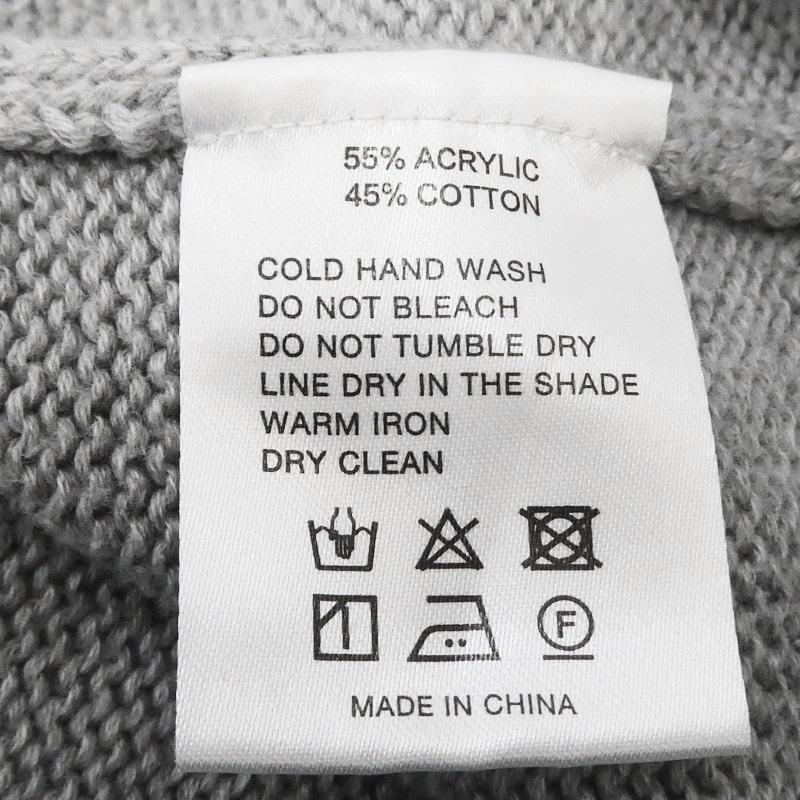 55% ACRYLIC
45% COTTON
COLD HAND WASH
DO NOT BLEACH
DO NOT TUMBLE DRY
LINE DRY IN THE SHADE
WARM IRON
DRY CLEAN
F
MADE IN CHINA